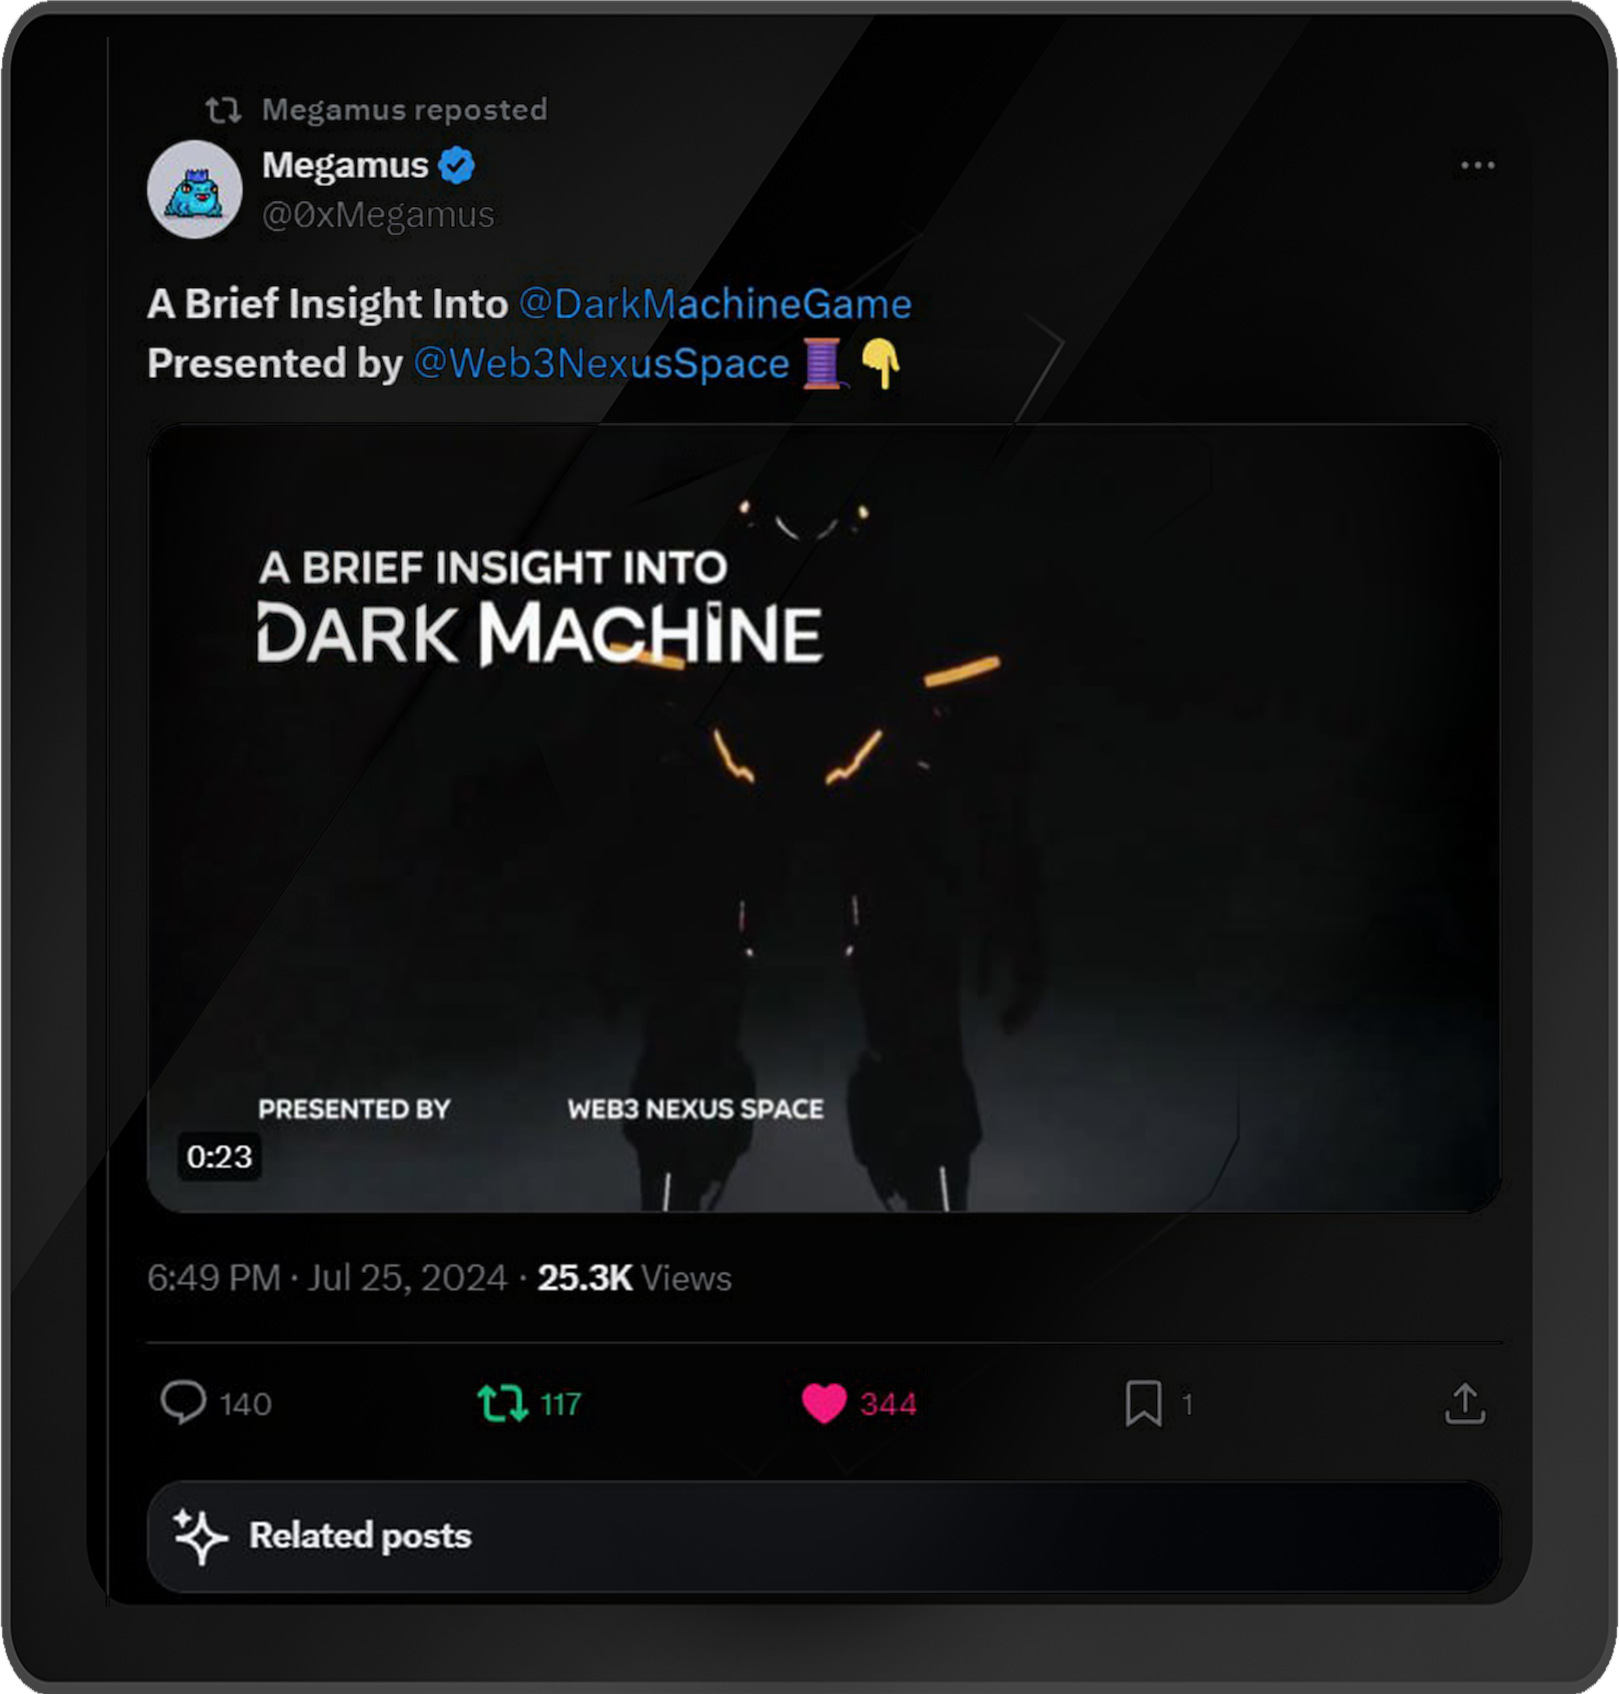 Megamus reposted
Megamus
@0xMegamus
A Brief Insight Into @DarkMachineGame
Presented by @Web3NexusSpace 🧵👇
A BRIEF INSIGHT INTO
DARK MACHINE
PRESENTED BY WEB3 NEXUS SPACE
0:23
6:49 PM · Jul 25, 2024 · 25.3K Views
140 117 344 1
Related posts